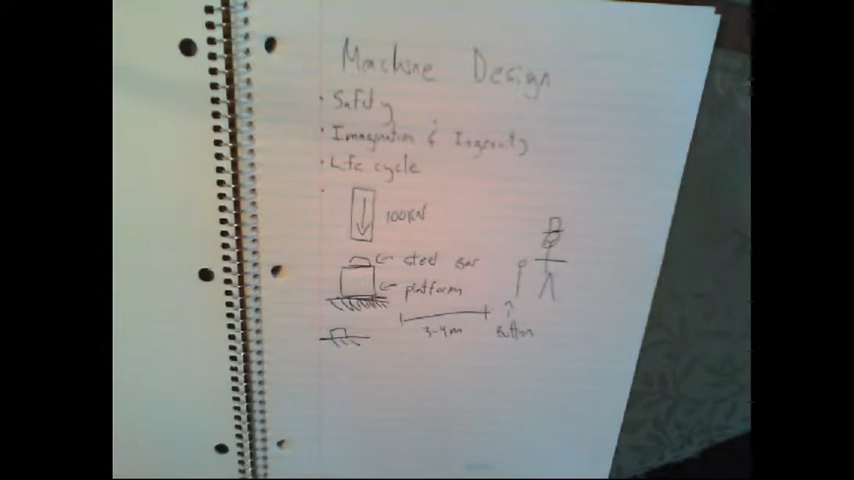 Machine Design
• Safety
• Imagination & Ingenuity
• Life cycle
•
100KN
steel Bar
platform
3-4m
Button